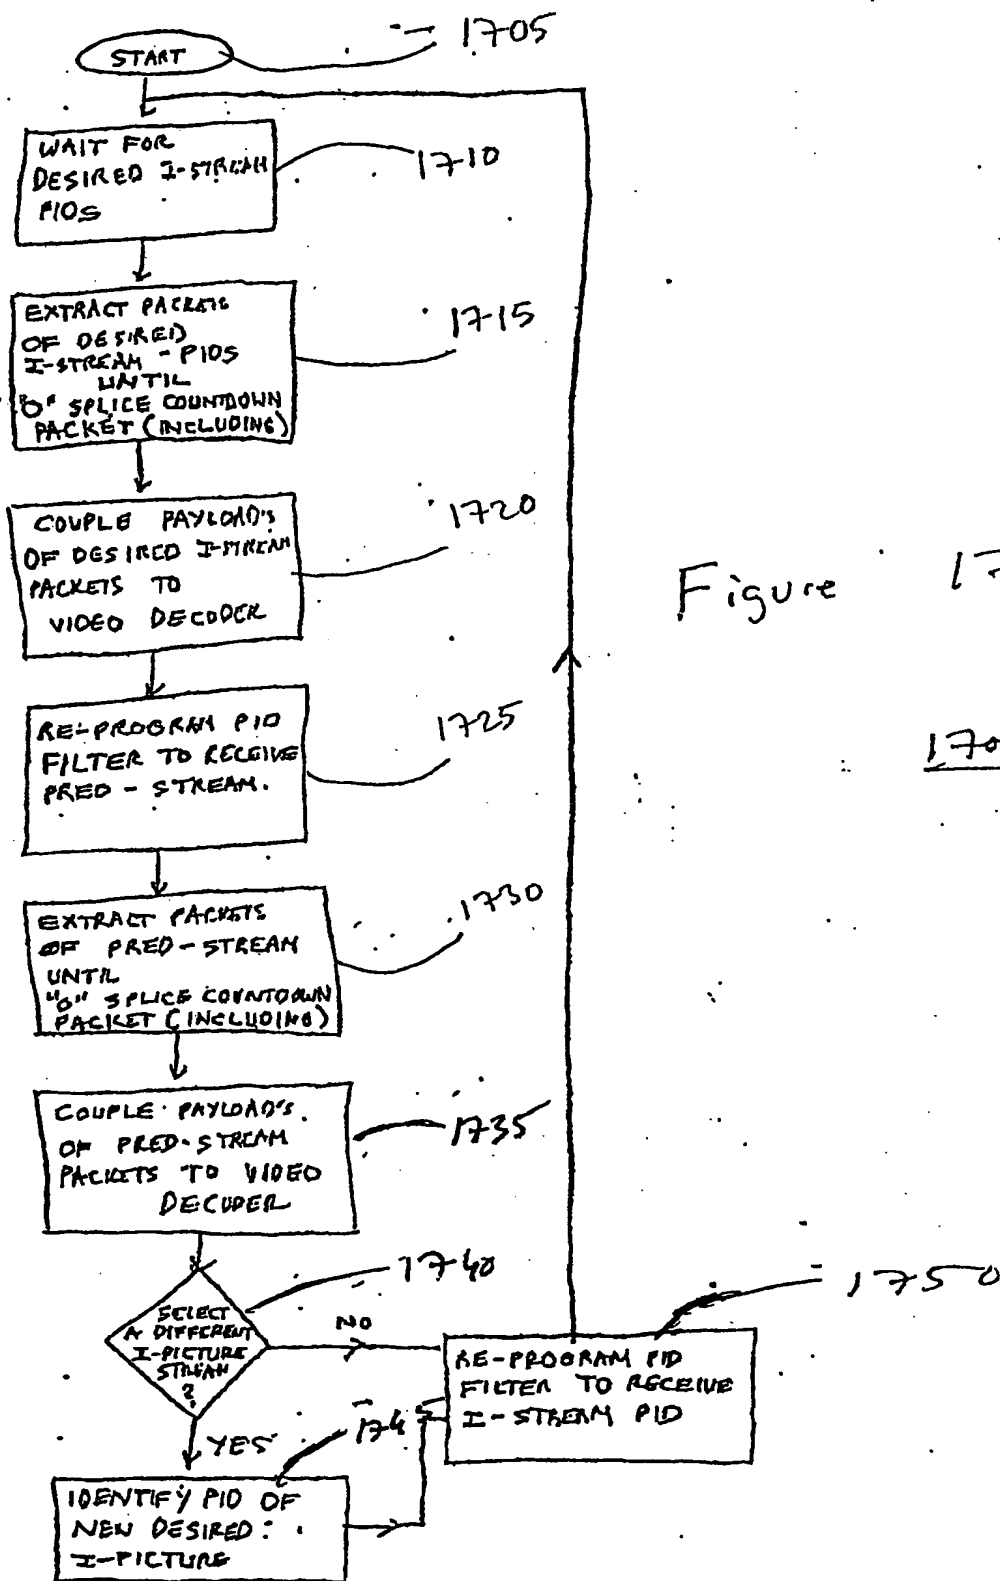 START
1705
WAIT FOR
DESIRED I-STREAM
PIDS
1710
EXTRACT PACKETS
OF DESIRED
I-STREAM - PIDS
UNTIL
"0" SPLICE COUNTDOWN
PACKET (INCLUDING)
1715
COUPLE PAYLOAD'S
OF DESIRED I-STREAM
PACKETS TO
VIDEO DECODER
1720
Figure 17
RE-PROGRAM PID
FILTER TO RECEIVE
PRED - STREAM.
1725
170
EXTRACT PACKETS
OF PRED - STREAM
UNTIL
"0" SPLICE COUNTDOWN
PACKET (INCLUDING)
1730
COUPLE PAYLOAD'S
OF PRED-STREAM
PACKETS TO VIDEO
DECODER
1735
SELECT
A DIFFERENT
I-PICTURE
STREAM
?
1740
NO
YES
RE-PROGRAM PID
FILTER TO RECEIVE
I-STREAM PID
1750
IDENTIFY PID OF
NEW DESIRED
I-PICTURE